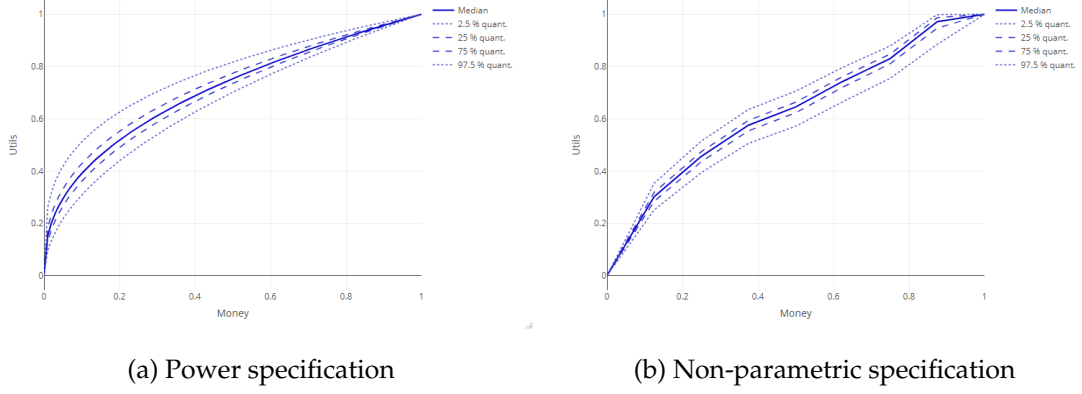 1
0.8
0.6
0.4
0.2
0
Utils
0
0.2
0.4
0.6
0.8
1
Money
Median
2.5 % quant.
25 % quant.
75 % quant.
97.5 % quant.
(a) Power specification
1
0.8
0.6
0.4
0.2
0
Utils
0
0.2
0.4
0.6
0.8
1
Money
Median
2.5 % quant.
25 % quant.
75 % quant.
97.5 % quant.
(b) Non-parametric specification